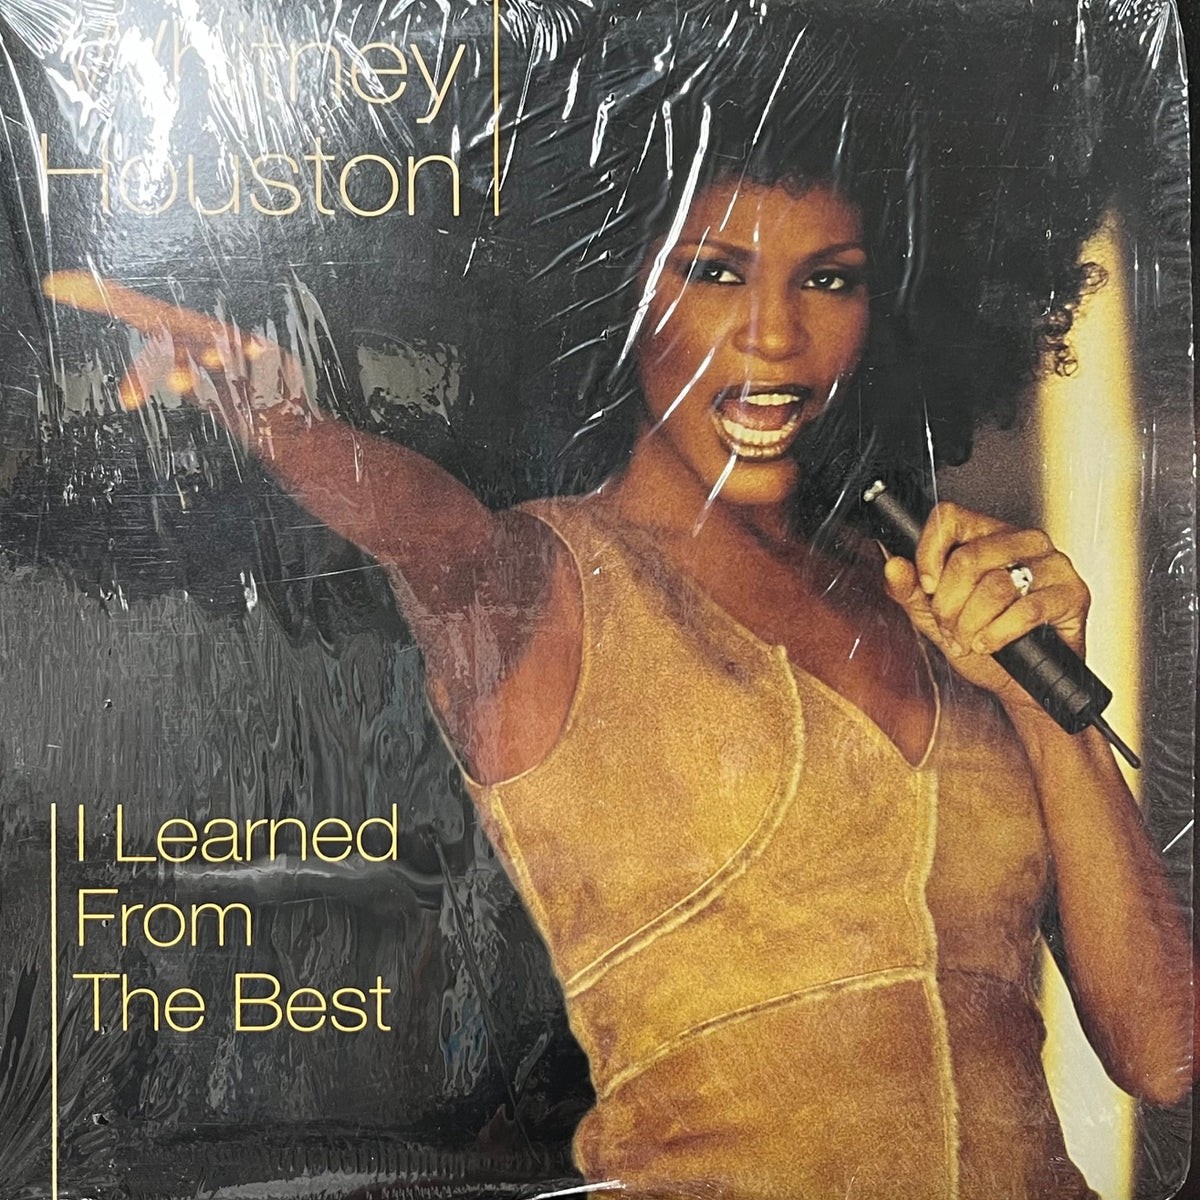 Whitney
Houston
I Learned
From
The Best